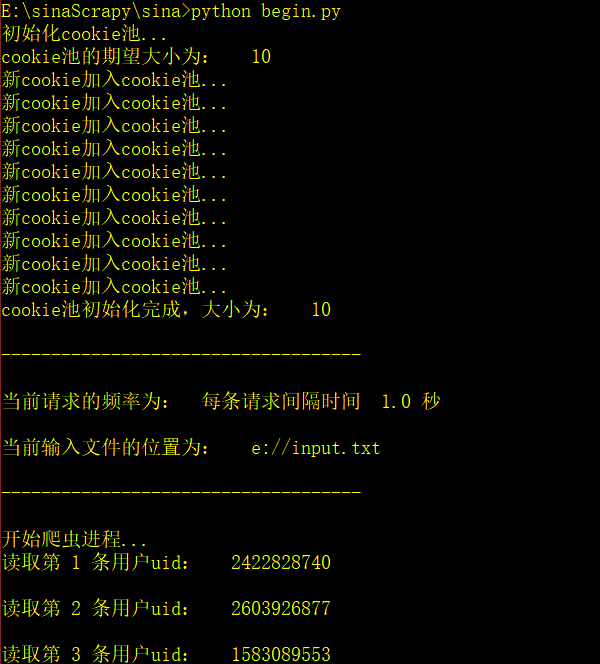 E:\sinaScrapy\sina>python begin.py
初始化cookie池...
cookie池的期望大小为:   10
新cookie加入cookie池...
新cookie加入cookie池...
新cookie加入cookie池...
新cookie加入cookie池...
新cookie加入cookie池...
新cookie加入cookie池...
新cookie加入cookie池...
新cookie加入cookie池...
新cookie加入cookie池...
新cookie加入cookie池...
cookie池初始化完成，大小为:   10
------------------------------------
当前请求的频率为:  每条请求间隔时间  1.0 秒
当前输入文件的位置为:   e://input.txt
------------------------------------
开始爬虫进程...
读取第 1 条用户uid:   2422828740
读取第 2 条用户uid:   2603926877
读取第 3 条用户uid:   1583089553